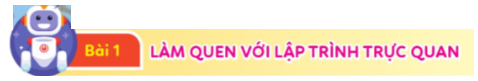 Bài 1 LÀM QUEN VỚI LẬP TRÌNH TRỰC QUAN